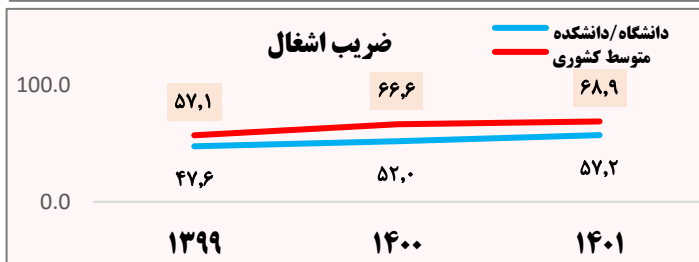 ضریب اشغال
دانشگاه/دانشکده
متوسط کشوری
100.0
۵۷,۱ ۶۶,۶ ۶۸,۹
۴۷,۶ ۵۲,۰ ۵۷,۲
0.0
۱۳۹۹ ۱۴۰۰ ۱۴۰۱